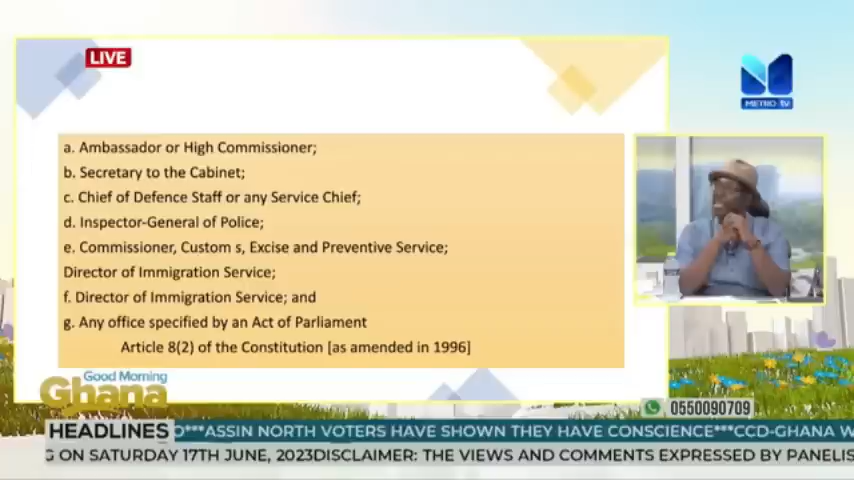 LIVE
METRO TV
a. Ambassador or High Commissioner;
b. Secretary to the Cabinet;
c. Chief of Defence Staff or any Service Chief;
d. Inspector-General of Police;
e. Commissioner, Custom s, Excise and Preventive Service;
Director of Immigration Service;
f. Director of Immigration Service; and
g. Any office specified by an Act of Parliament
Article 8(2) of the Constitution [as amended in 1996]
Good Morning
Ghana
0550090709
HEADLINES
O***ASSIN NORTH VOTERS HAVE SHOWN THEY HAVE CONSCIENCE***CCD-GHANA W
G ON SATURDAY 17TH JUNE, 2023DISCLAIMER: THE VIEWS AND COMMENTS EXPRESSED BY PANELIS